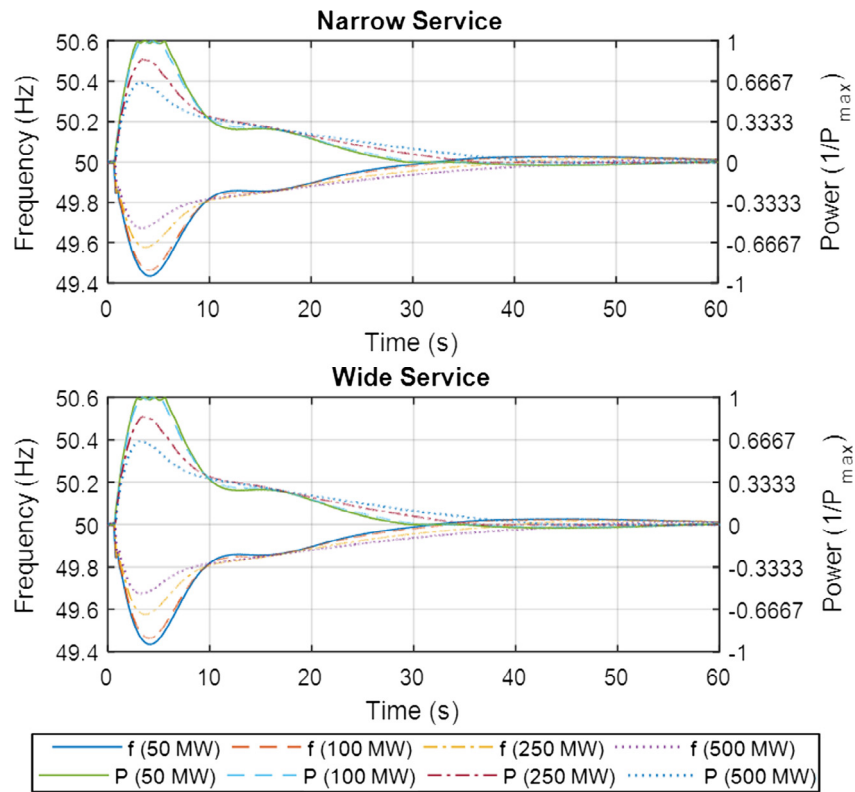 Narrow Service
50.6
50.4
50.2
50
49.8
49.6
49.4
Frequency (Hz)
1
0.6667
0.3333
0
-0.3333
-0.6667
-1
Power (1/P_max)
0 10 20 30 40 50 60
Time (s)
Wide Service
50.6
50.4
50.2
50
49.8
49.6
49.4
Frequency (Hz)
1
0.6667
0.3333
0
-0.3333
-0.6667
-1
Power (1/P_max)
0 10 20 30 40 50 60
Time (s)
f (50 MW) f (100 MW) f (250 MW) f (500 MW)
P (50 MW) P (100 MW) P (250 MW) P (500 MW)